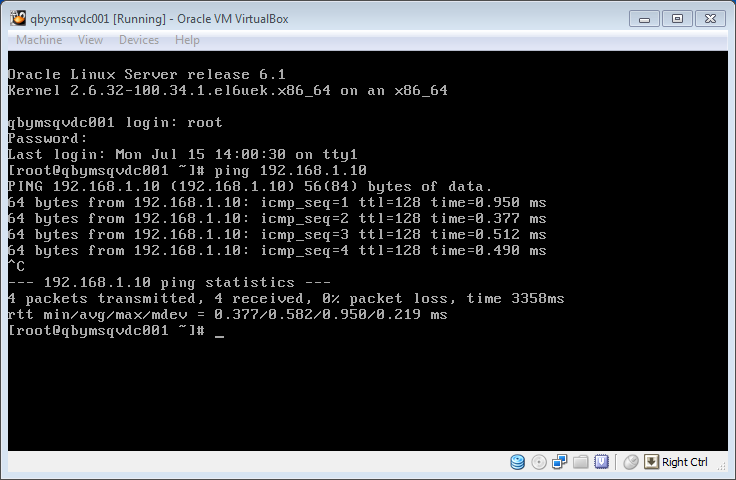 qbymsqvdc001 [Running] - Oracle VM VirtualBox
Machine View Devices Help
Oracle Linux Server release 6.1
Kernel 2.6.32-100.34.1.el6uek.x86_64 on an x86_64
qbymsqvdc001 login: root
Password:
Last login: Mon Jul 15 14:00:30 on tty1
[root@qbymsqvdc001 ~]# ping 192.168.1.10
PING 192.168.1.10 (192.168.1.10) 56(84) bytes of data.
64 bytes from 192.168.1.10: icmp_seq=1 ttl=128 time=0.950 ms
64 bytes from 192.168.1.10: icmp_seq=2 ttl=128 time=0.377 ms
64 bytes from 192.168.1.10: icmp_seq=3 ttl=128 time=0.512 ms
64 bytes from 192.168.1.10: icmp_seq=4 ttl=128 time=0.490 ms
^C
--- 192.168.1.10 ping statistics ---
4 packets transmitted, 4 received, 0% packet loss, time 3358ms
rtt min/avg/max/mdev = 0.377/0.582/0.950/0.219 ms
[root@qbymsqvdc001 ~]# _
Right Ctrl